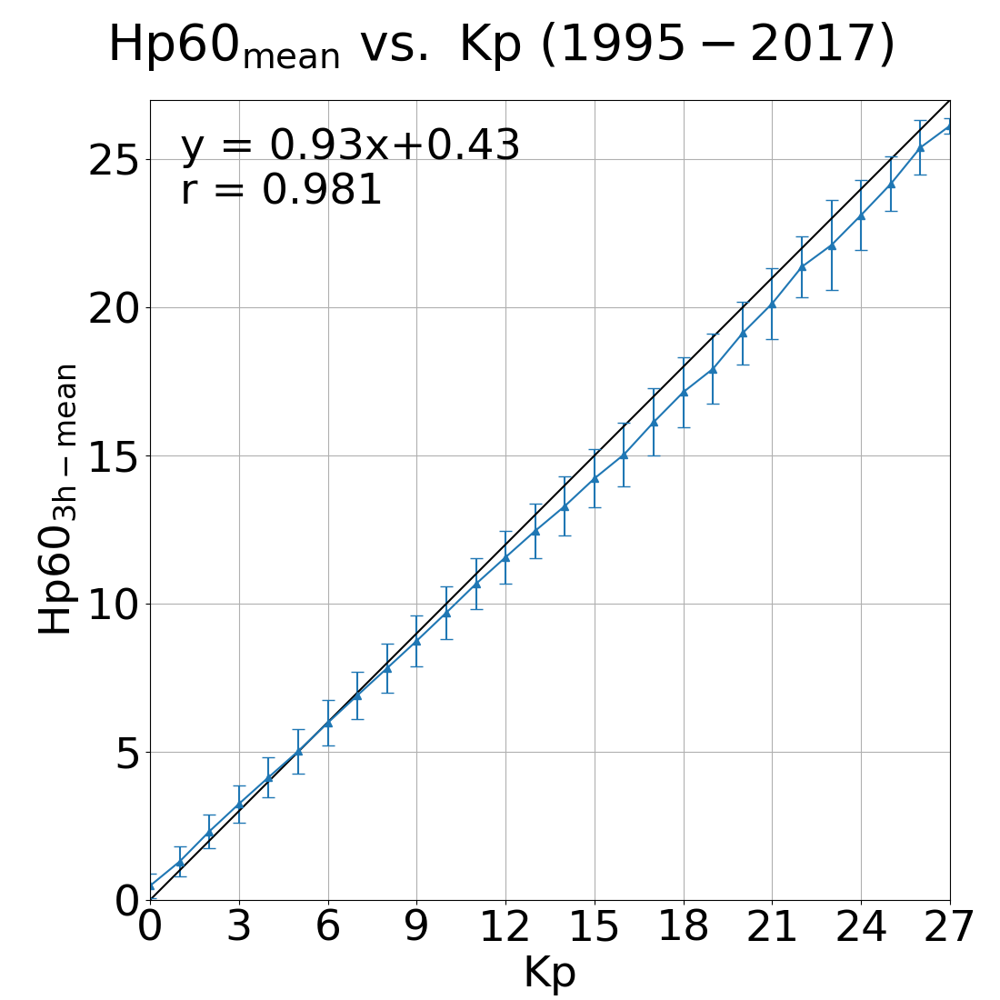 Hp60mean vs. Kp (1995 − 2017)
y = 0.93x+0.43
r = 0.981
25
20
15
10
5
0
Hp603h − mean
0 3 6 9 12 15 18 21 24 27
Kp